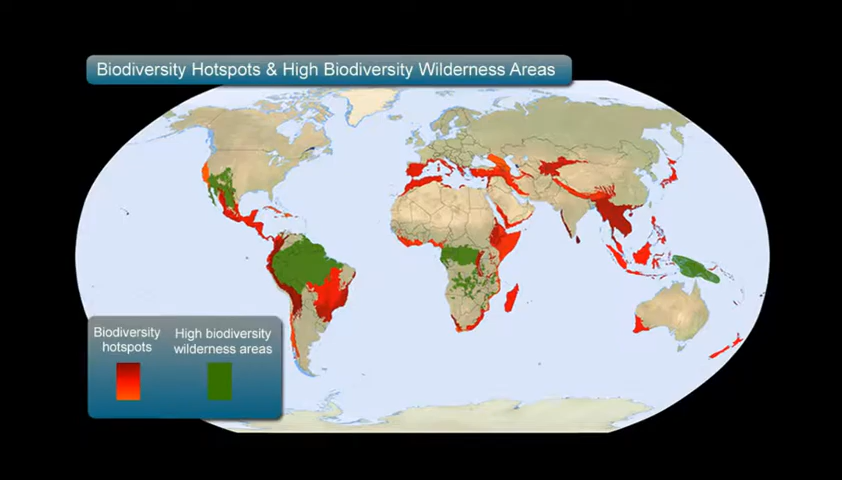 Biodiversity Hotspots & High Biodiversity Wilderness Areas
Biodiversity
hotspots
High biodiversity
wilderness areas